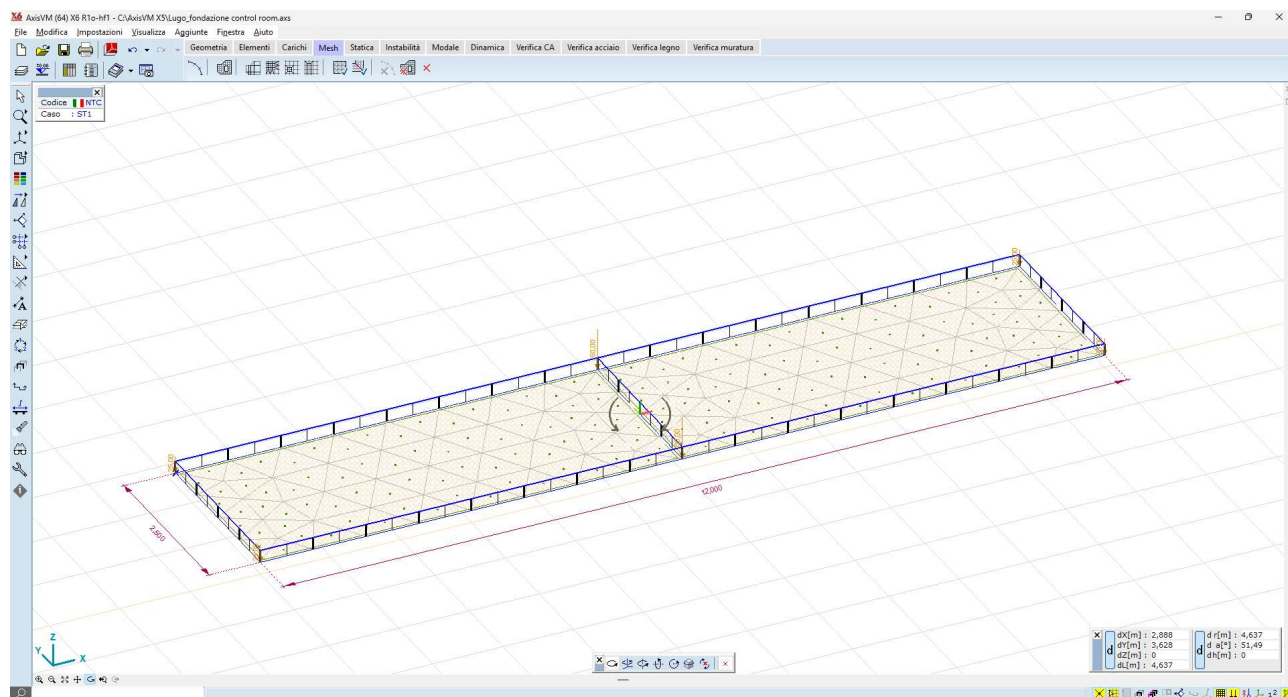 X6 AxisVM (64) X6 R1o-hf1 - C:\AxisVM X5\Lugo_fondazione control room.axs
File Modifica Impostazioni Visualizza Aggiunte Finestra Aiuto
Geometria Elementi Carichi Mesh Statica Instabilità Modale Dinamica Verifica CA Verifica acciaio Verifica legno Verifica muratura
Codice NTC
Caso : ST1
12,000
2,600
Z
Y
X
dX[m] : 2,888
dY[m] : 3,628
dZ[m] : 0
dL[m] : 4,637
d
d r[m] : 4,637
d a[°] : 51,49
dh[m] : 0
d